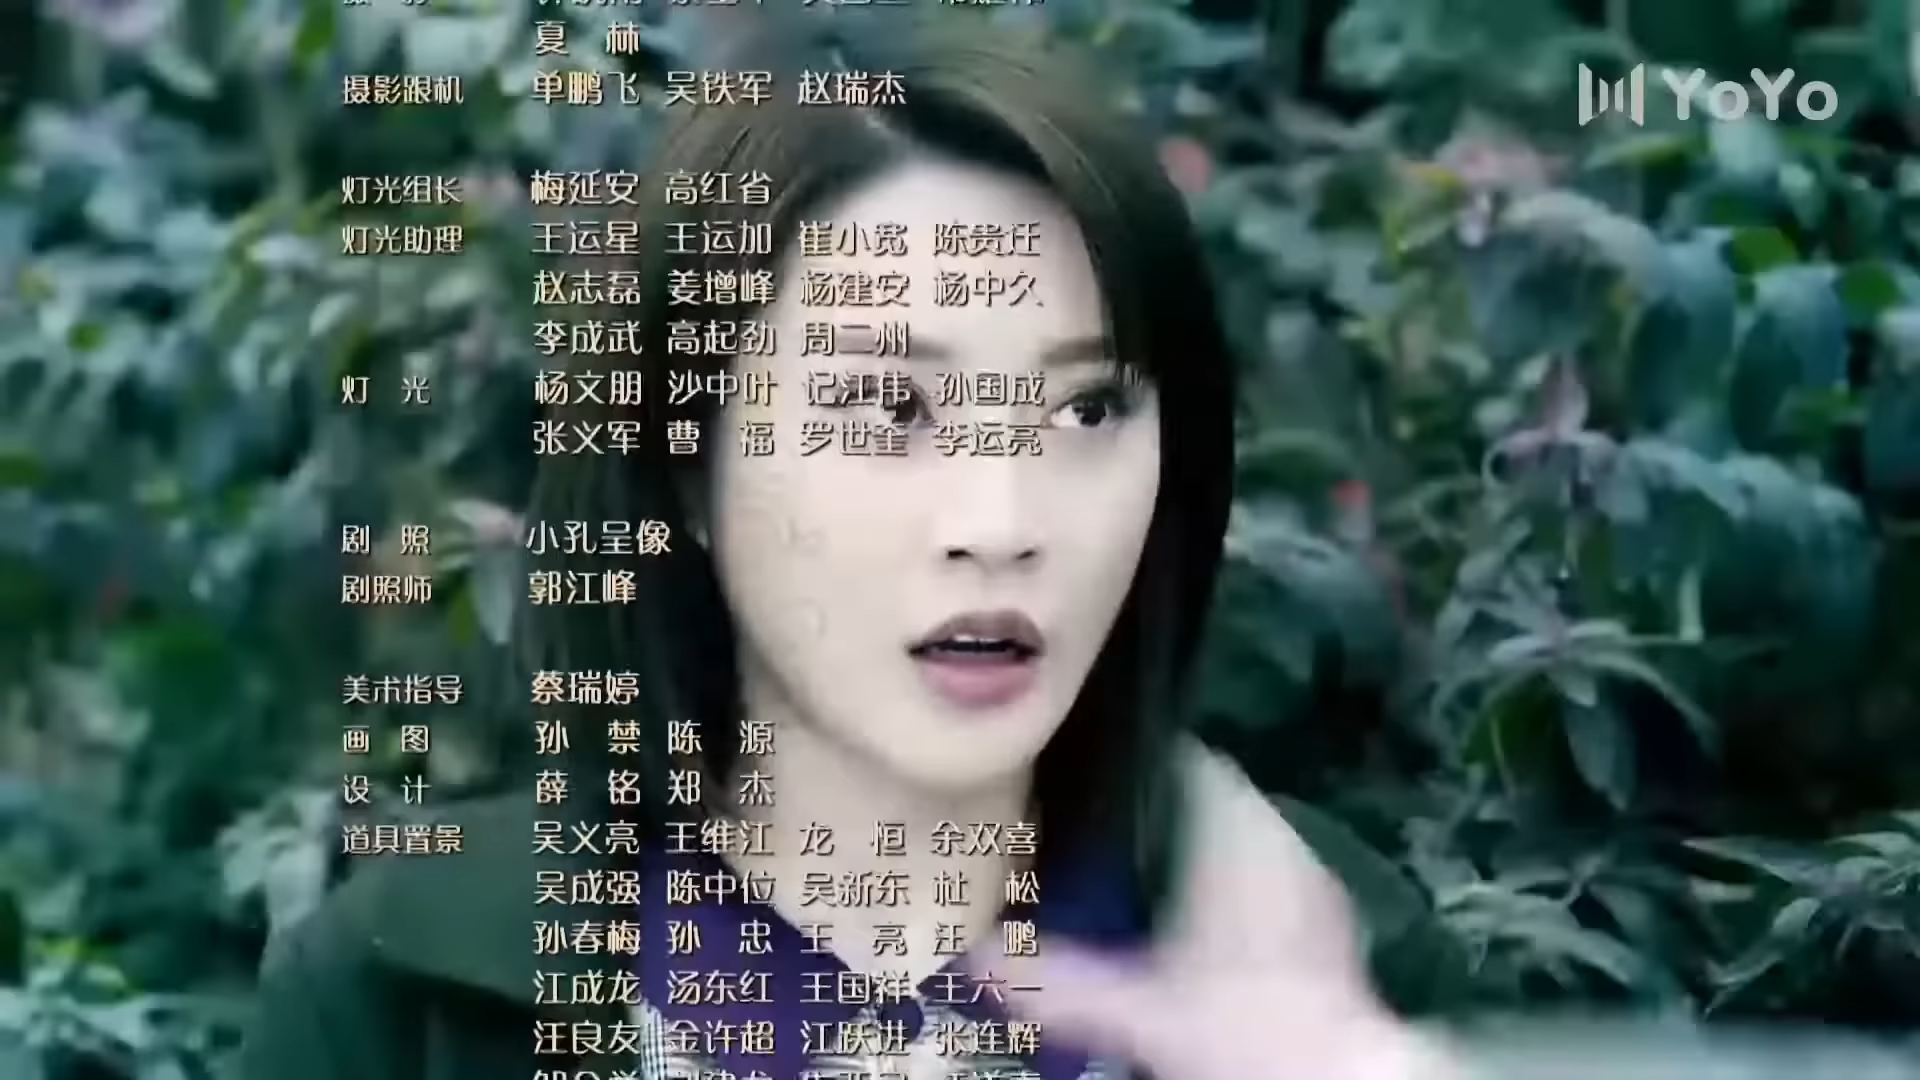 夏 林
YoYo
摄影跟机 单鹏飞 吴铁军 赵瑞杰
灯光组长 梅延安 高红省
灯光助理 王运星 王运加 崔小宽 陈贵迁
赵志磊 姜增峰 杨建安 杨中久
李成武 高起劲 周二州
灯 光 杨文朋 沙中叶 记江伟 孙国成
张义军 曹 福 罗世奎 李运亮
剧 照 小孔呈像
剧照师 郭江峰
美术指导 蔡瑞婷
画 图 孙 禁 陈 源
设 计 薛 铭 郑 杰
道具置景 吴义亮 王维江 龙 恒 余双喜
吴成强 陈中位 吴新东 杜 松
孙春梅 孙 忠 王 亮 汪 鹏
江成龙 汤东红 王国祥 王六一
汪良友 金许超 江跃进 张连辉